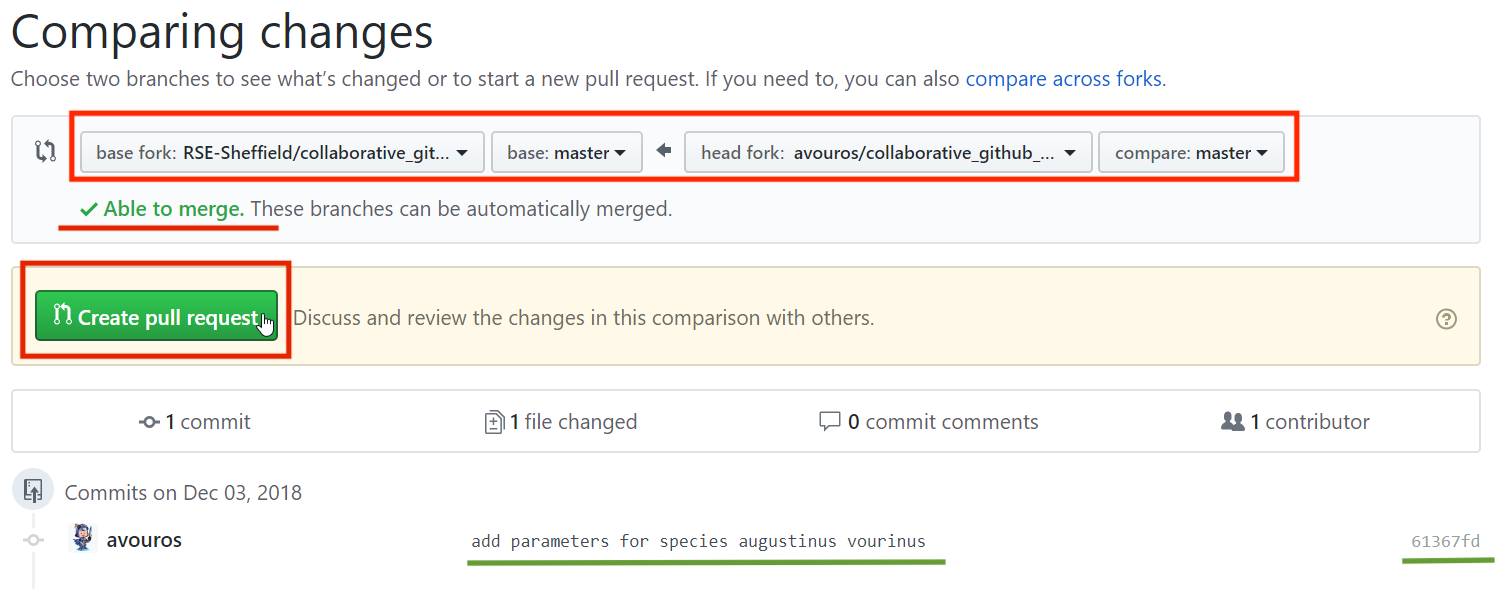 Comparing changes
Choose two branches to see what's changed or to start a new pull request. If you need to, you can also compare across forks.
base fork: RSE-Sheffield/collaborative_git... base: master head fork: avouros/collaborative_github_... compare: master
Able to merge. These branches can be automatically merged.
Create pull request Discuss and review the changes in this comparison with others.
1 commit 1 file changed 0 commit comments 1 contributor
Commits on Dec 03, 2018
avouros add parameters for species augustinus vourinus 61367fd